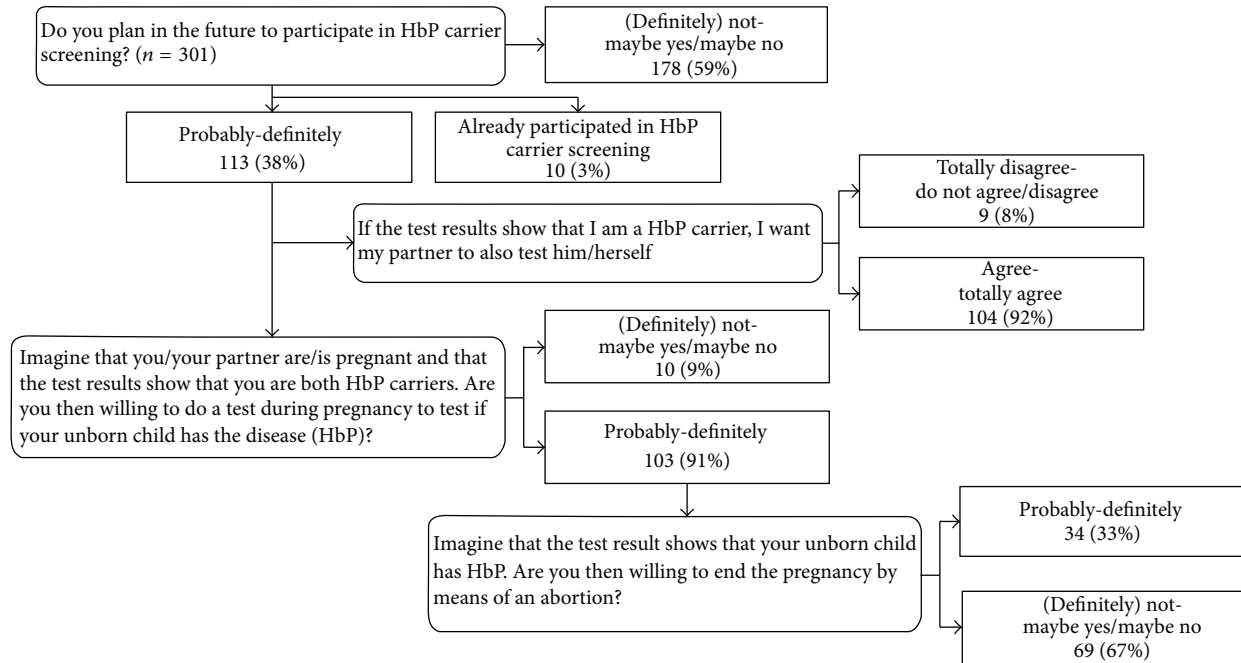 Do you plan in the future to participate in HbP carrier
screening? (n = 301)
(Definitely) not-
maybe yes/maybe no
178 (59%)
Probably-definitely
113 (38%)
Already participated in HbP
carrier screening
10 (3%)
If the test results show that I am a HbP carrier, I want
my partner to also test him/herself
Totally disagree-
do not agree/disagree
9 (8%)
Agree-
totally agree
104 (92%)
Imagine that you/your partner are/is pregnant and that
the test results show that you are both HbP carriers. Are
you then willing to do a test during pregnancy to test if
your unborn child has the disease (HbP)?
(Definitely) not-
maybe yes/maybe no
10 (9%)
Probably-definitely
103 (91%)
Imagine that the test result shows that your unborn child
has HbP. Are you then willing to end the pregnancy by
means of an abortion?
Probably-definitely
34 (33%)
(Definitely) not-
maybe yes/maybe no
69 (67%)